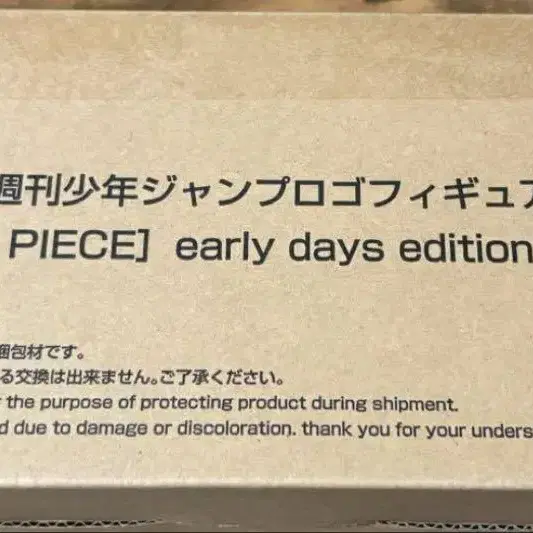 週刊少年ジャンプロゴフィギュア
PIECE］ early days edition
梱包材です。
る交換は出来ません。ご了承ください。
the purpose of protecting product during shipment.
d due to damage or discoloration. thank you for your unders